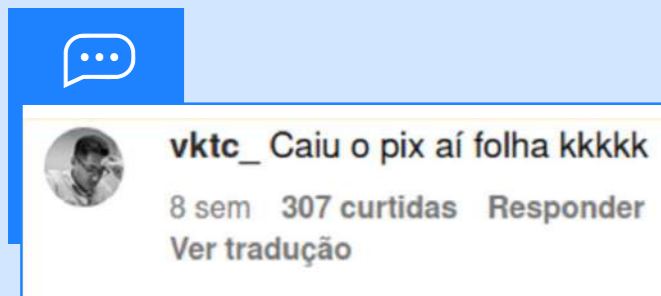 vktc_ Caiu o pix aí folha kkkkk
8 sem 307 curtidas Responder
Ver tradução